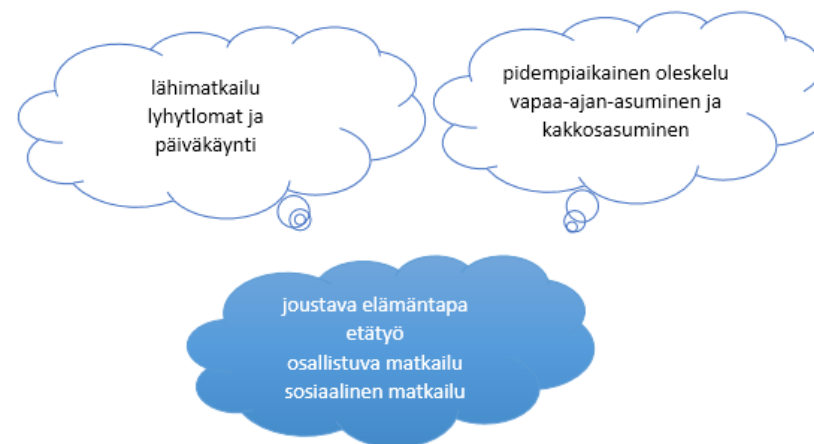 lähimatkailu
lyhytlomat ja
päiväkäynti
pidempiaikainen oleskelu
vapaa-ajan-asuminen ja
kakkosasuminen
joustava elämäntapa
etätyö
osallistuva matkailu
sosiaalinen matkailu